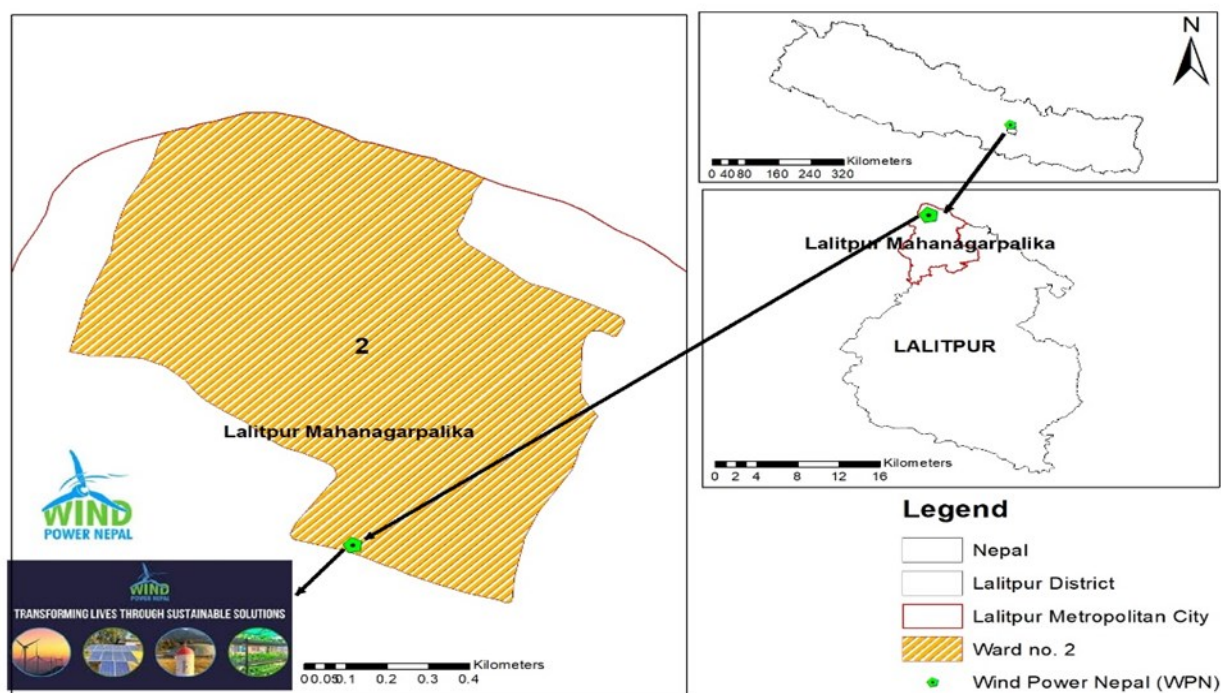 2
Lalitpur Mahanagarpalika
WIND
POWER NEPAL
WIND
POWER NEPAL
TRANSFORMING LIVES THROUGH SUSTAINABLE SOLUTIONS
Kilometers
0 0.05 0.1 0.2 0.3 0.4
N
Kilometers
0 40 80 160 240 320
Lalitpur Mahanagarpalika
LALITPUR
Kilometers
0 2 4 8 12 16
Legend
Nepal
Lalitpur District
Lalitpur Metropolitan City
Ward no. 2
Wind Power Nepal (WPN)